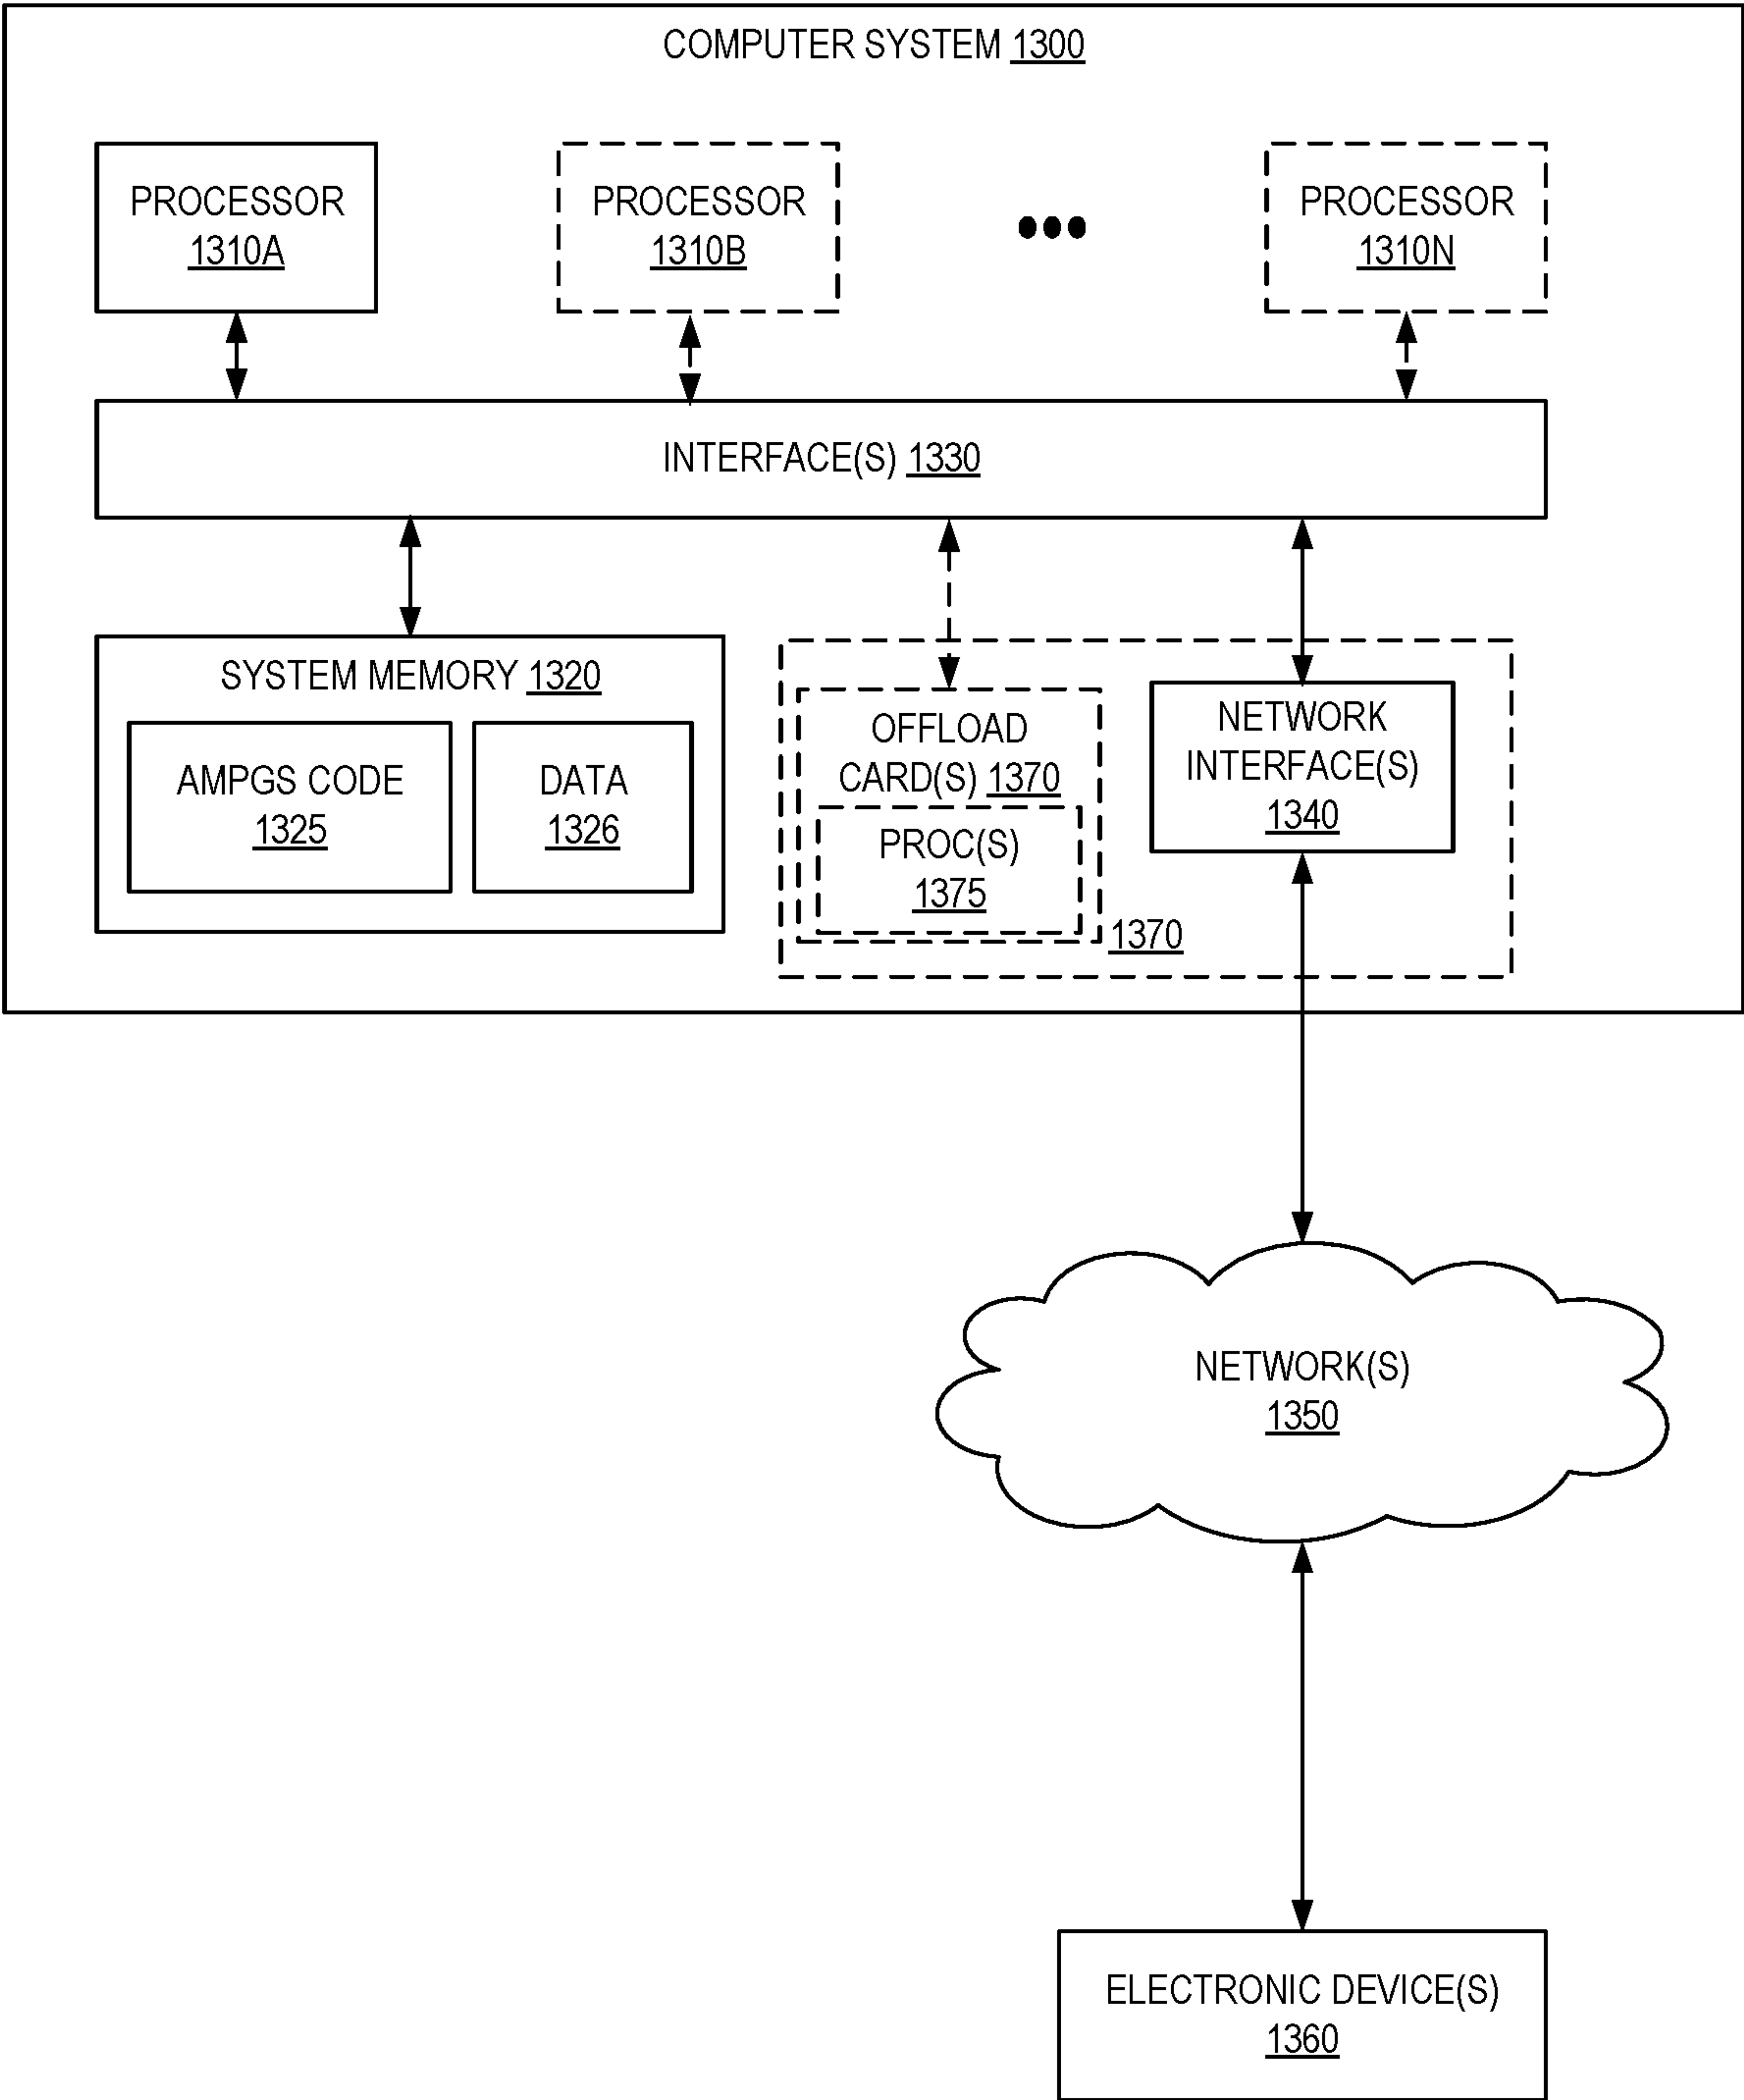 COMPUTER SYSTEM 1300
PROCESSOR
1310A
PROCESSOR
1310B
PROCESSOR
1310N
INTERFACE(S) 1330
SYSTEM MEMORY 1320
AMPGS CODE
1325
DATA
1326
OFFLOAD
CARD(S) 1370
PROC(S)
1375
1370
NETWORK
INTERFACE(S)
1340
NETWORK(S)
1350
ELECTRONIC DEVICE(S)
1360